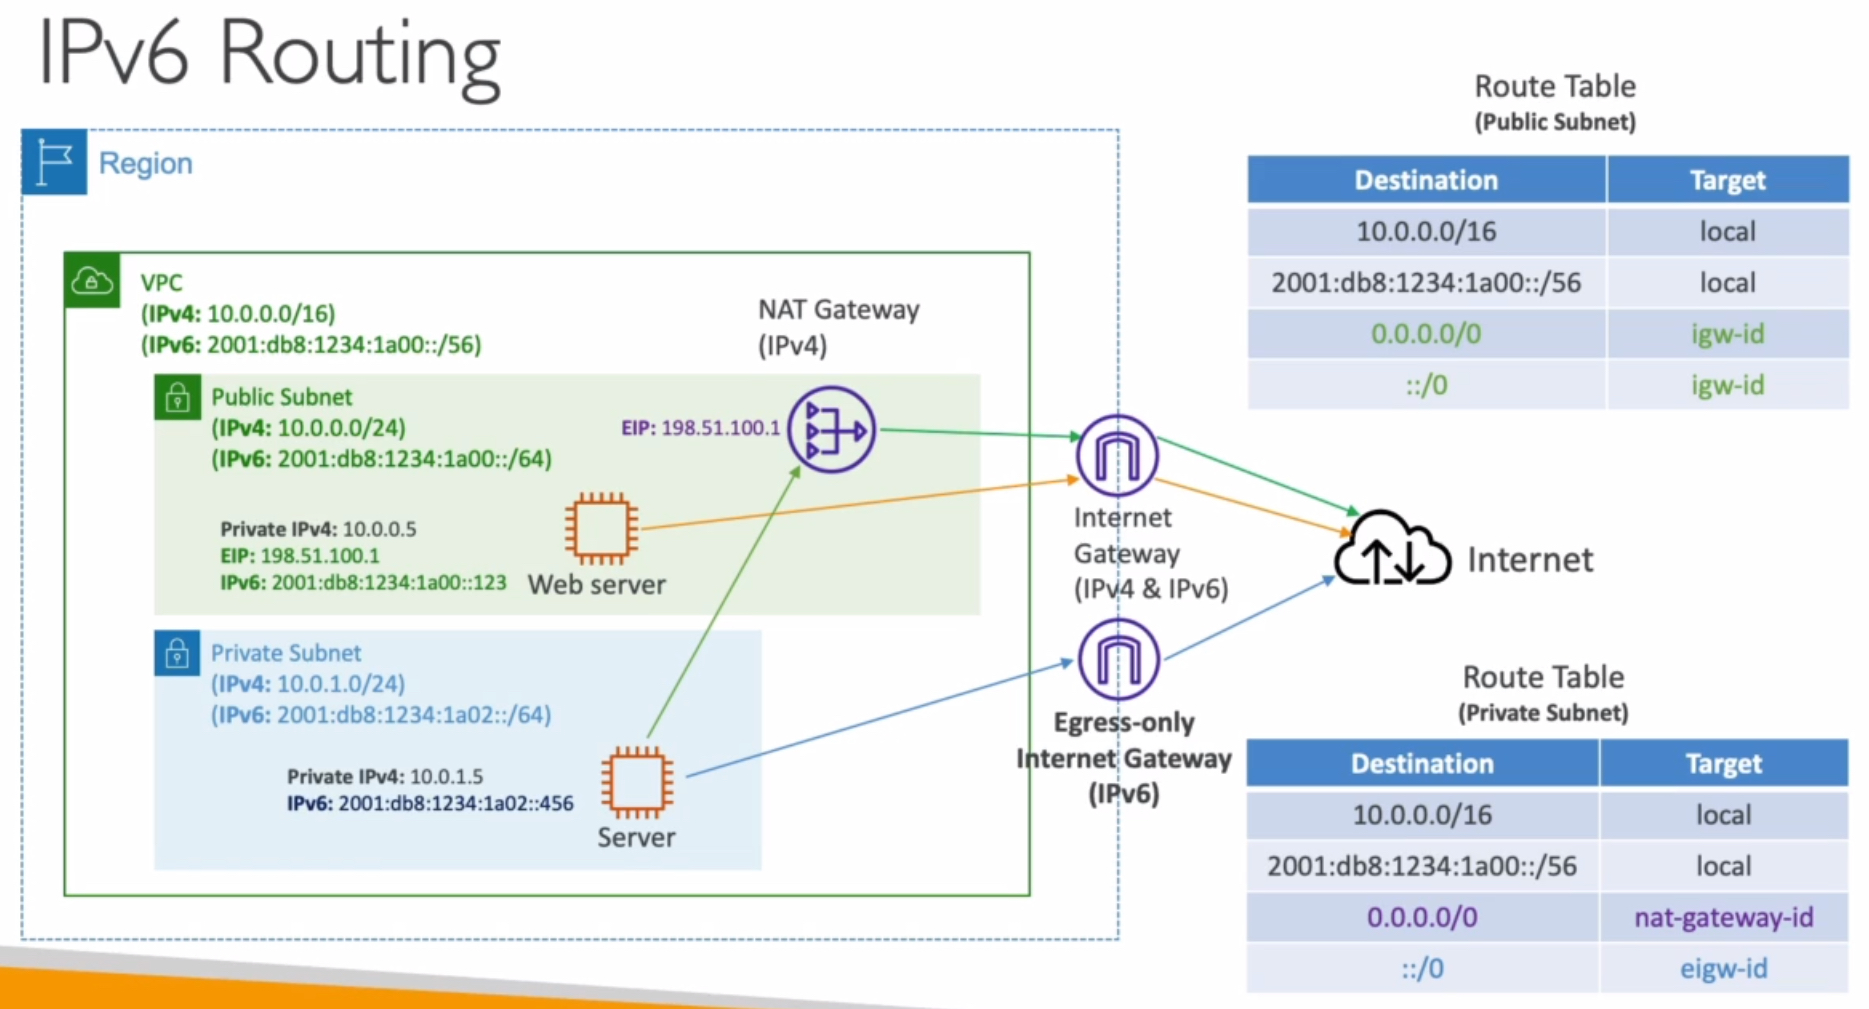 IPv6 Routing
Region
VPC
(IPv4: 10.0.0.0/16)
(IPv6: 2001:db8:1234:1a00::/56)
NAT Gateway
(IPv4)
Public Subnet
(IPv4: 10.0.0.0/24)
(IPv6: 2001:db8:1234:1a00::/64)
EIP: 198.51.100.1
Private IPv4: 10.0.0.5
EIP: 198.51.100.1
IPv6: 2001:db8:1234:1a00::123
Web server
Private Subnet
(IPv4: 10.0.1.0/24)
(IPv6: 2001:db8:1234:1a02::/64)
Private IPv4: 10.0.1.5
IPv6: 2001:db8:1234:1a02::456
Server
Internet
Gateway
(IPv4 & IPv6)
Egress-only
Internet Gateway
(IPv6)
Internet
Route Table
(Public Subnet)
Destination Target
10.0.0.0/16 local
2001:db8:1234:1a00::/56 local
0.0.0.0/0 igw-id
::/0 igw-id
Route Table
(Private Subnet)
Destination Target
10.0.0.0/16 local
2001:db8:1234:1a00::/56 local
0.0.0.0/0 nat-gateway-id
::/0 eigw-id